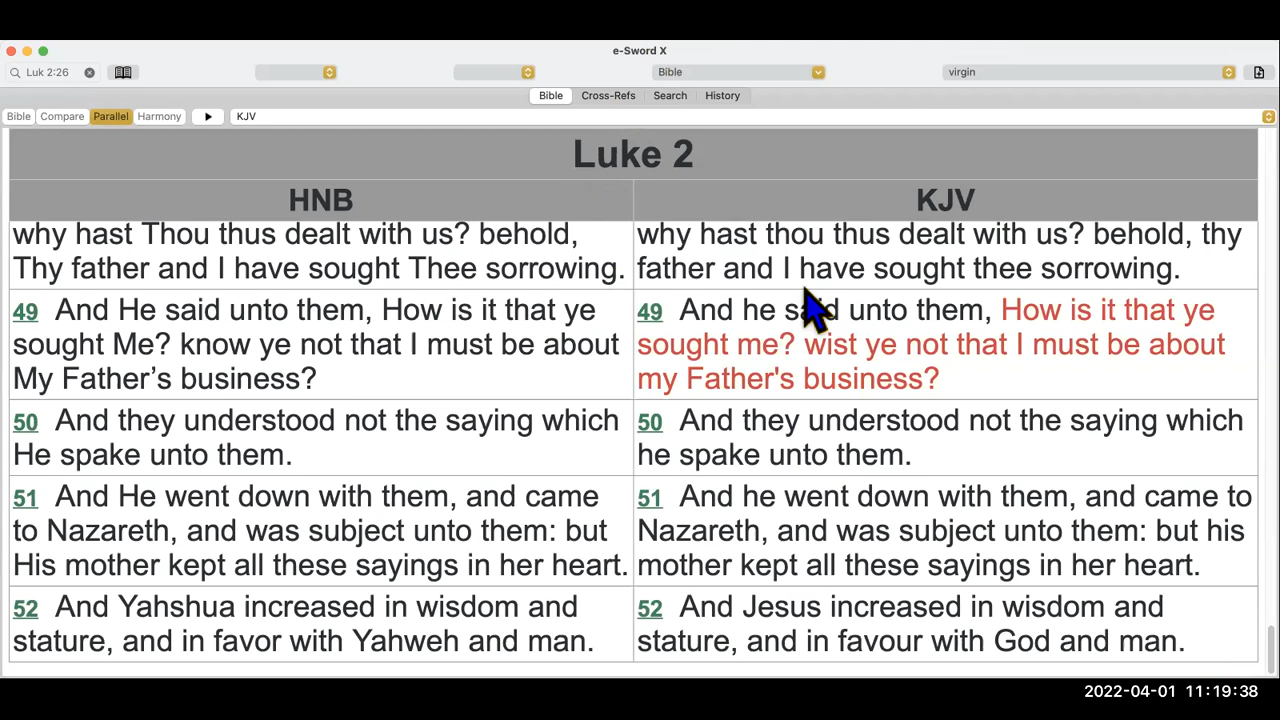 e-Sword X
Luk 2:26
Bible
virgin
Bible Cross-Refs Search History
Bible Compare Parallel Harmony KJV
Luke 2
HNB
why hast Thou thus dealt with us? behold,
Thy father and I have sought Thee sorrowing.
49 And He said unto them, How is it that ye
sought Me? know ye not that I must be about
My Father’s business?
50 And they understood not the saying which
He spake unto them.
51 And He went down with them, and came
to Nazareth, and was subject unto them: but
His mother kept all these sayings in her heart.
52 And Yahshua increased in wisdom and
stature, and in favor with Yahweh and man.
KJV
why hast thou thus dealt with us? behold, thy
father and I have sought thee sorrowing.
49 And he said unto them, How is it that ye
sought me? wist ye not that I must be about
my Father's business?
50 And they understood not the saying which
he spake unto them.
51 And he went down with them, and came to
Nazareth, and was subject unto them: but his
mother kept all these sayings in her heart.
52 And Jesus increased in wisdom and
stature, and in favour with God and man.
2022-04-01 11:19:38